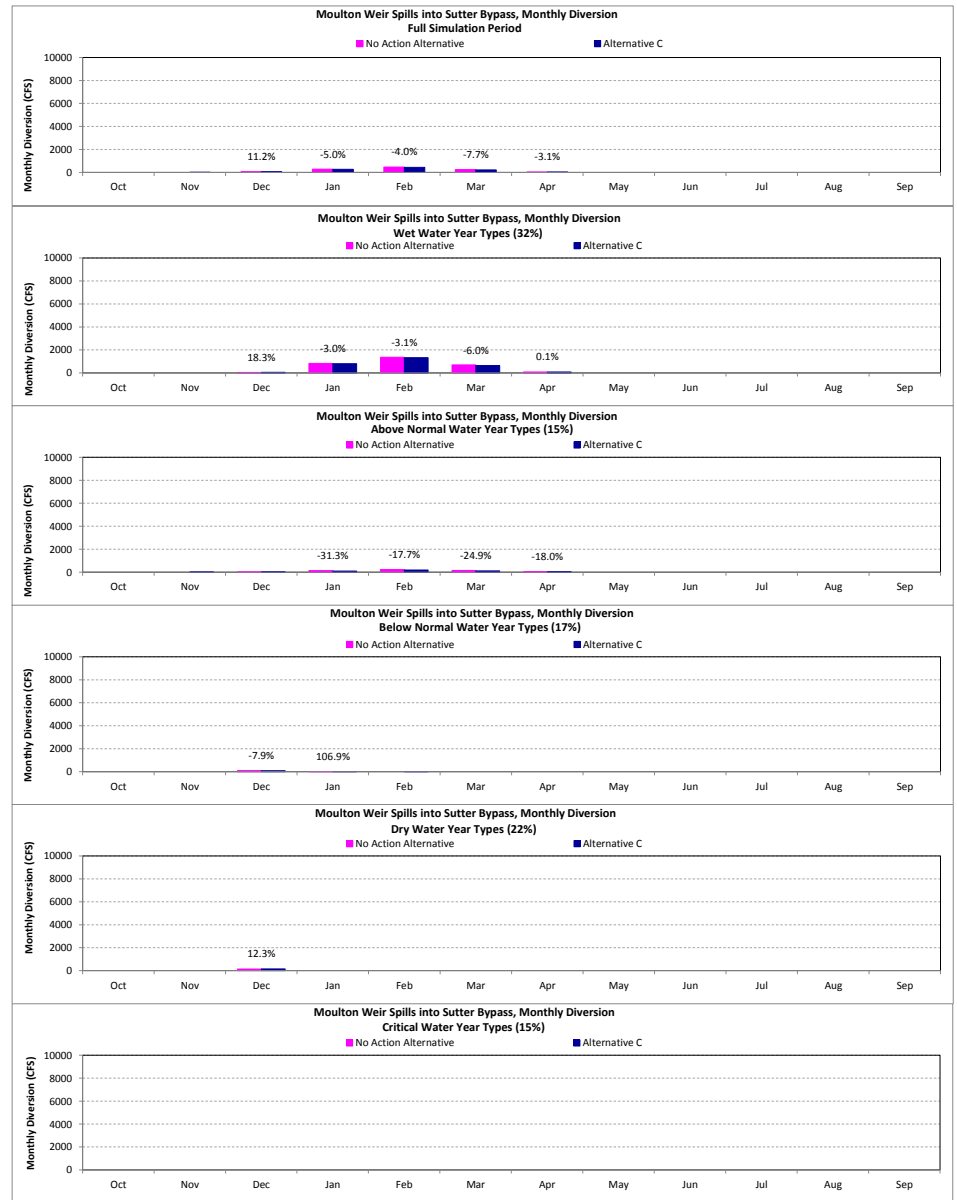 Moulton Weir Spills into Sutter Bypass, Monthly Diversion
Full Simulation Period
No Action Alternative Alternative C
Monthly Diversion (CFS)
10000
8000
6000
4000
2000
0
11.2% -5.0% -4.0% -7.7% -3.1%
Oct Nov Dec Jan Feb Mar Apr May Jun Jul Aug Sep
Moulton Weir Spills into Sutter Bypass, Monthly Diversion
Wet Water Year Types (32%)
No Action Alternative Alternative C
Monthly Diversion (CFS)
10000
8000
6000
4000
2000
0
18.3% -3.0% -3.1% -6.0% 0.1%
Oct Nov Dec Jan Feb Mar Apr May Jun Jul Aug Sep
Moulton Weir Spills into Sutter Bypass, Monthly Diversion
Above Normal Water Year Types (15%)
No Action Alternative Alternative C
Monthly Diversion (CFS)
10000
8000
6000
4000
2000
0
-31.3% -17.7% -24.9% -18.0%
Oct Nov Dec Jan Feb Mar Apr May Jun Jul Aug Sep
Moulton Weir Spills into Sutter Bypass, Monthly Diversion
Below Normal Water Year Types (17%)
No Action Alternative Alternative C
Monthly Diversion (CFS)
10000
8000
6000
4000
2000
0
-7.9% 106.9%
Oct Nov Dec Jan Feb Mar Apr May Jun Jul Aug Sep
Moulton Weir Spills into Sutter Bypass, Monthly Diversion
Dry Water Year Types (22%)
No Action Alternative Alternative C
Monthly Diversion (CFS)
10000
8000
6000
4000
2000
0
12.3%
Oct Nov Dec Jan Feb Mar Apr May Jun Jul Aug Sep
Moulton Weir Spills into Sutter Bypass, Monthly Diversion
Critical Water Year Types (15%)
No Action Alternative Alternative C
Monthly Diversion (CFS)
10000
8000
6000
4000
2000
0
Oct Nov Dec Jan Feb Mar Apr May Jun Jul Aug Sep